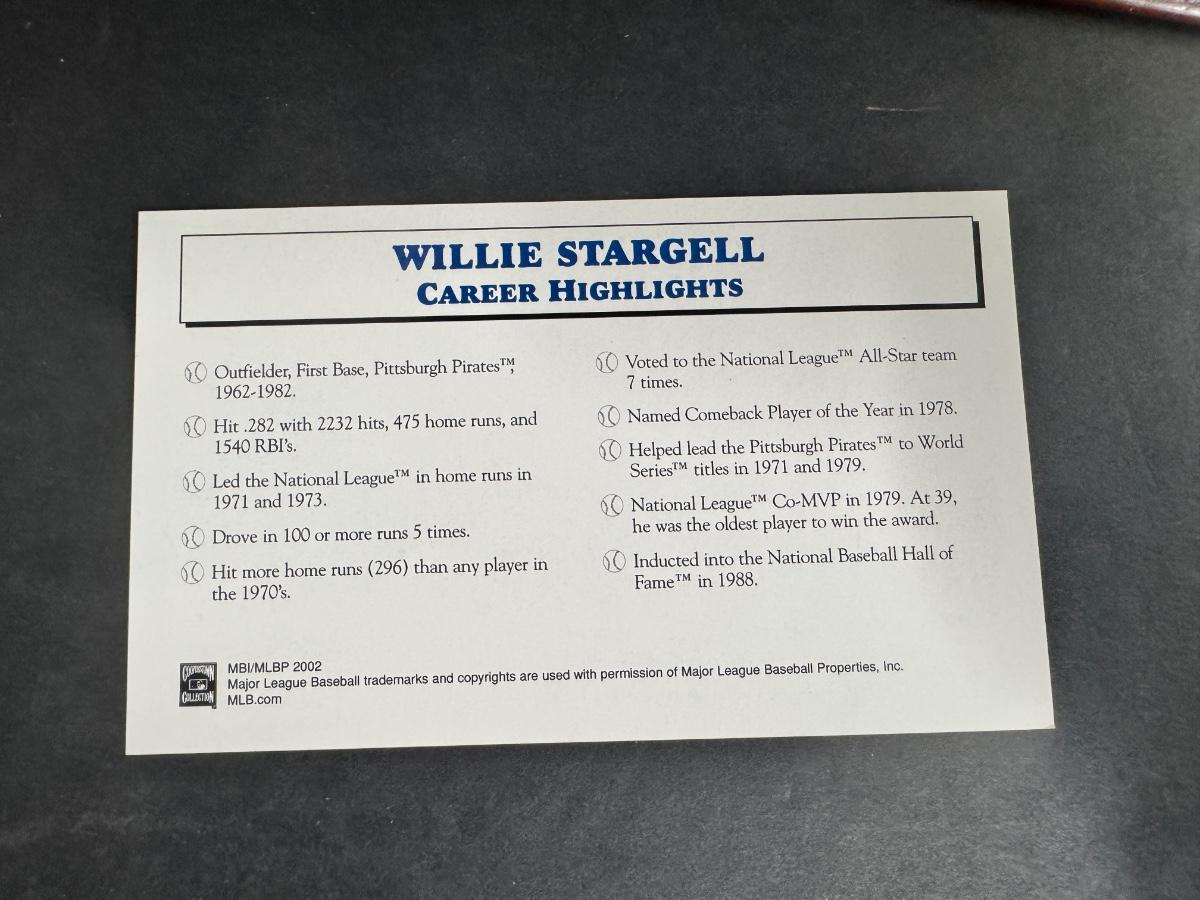 WILLIE STARGELL
CAREER HIGHLIGHTS
Outfielder, First Base, Pittsburgh Pirates™,
1962-1982.
Hit .282 with 2232 hits, 475 home runs, and
1540 RBI's.
Led the National League™ in home runs in
1971 and 1973.
Drove in 100 or more runs 5 times.
Hit more home runs (296) than any player in
the 1970's.
Voted to the National League™ All-Star team
7 times.
Named Comeback Player of the Year in 1978.
Helped lead the Pittsburgh Pirates™ to World
Series™ titles in 1971 and 1979.
National League™ Co-MVP in 1979. At 39,
he was the oldest player to win the award.
Inducted into the National Baseball Hall of
Fame™ in 1988.
COOPERSTOWN
COLLECTION
MBI/MLBP 2002
Major League Baseball trademarks and copyrights are used with permission of Major League Baseball Properties, Inc.
MLB.com